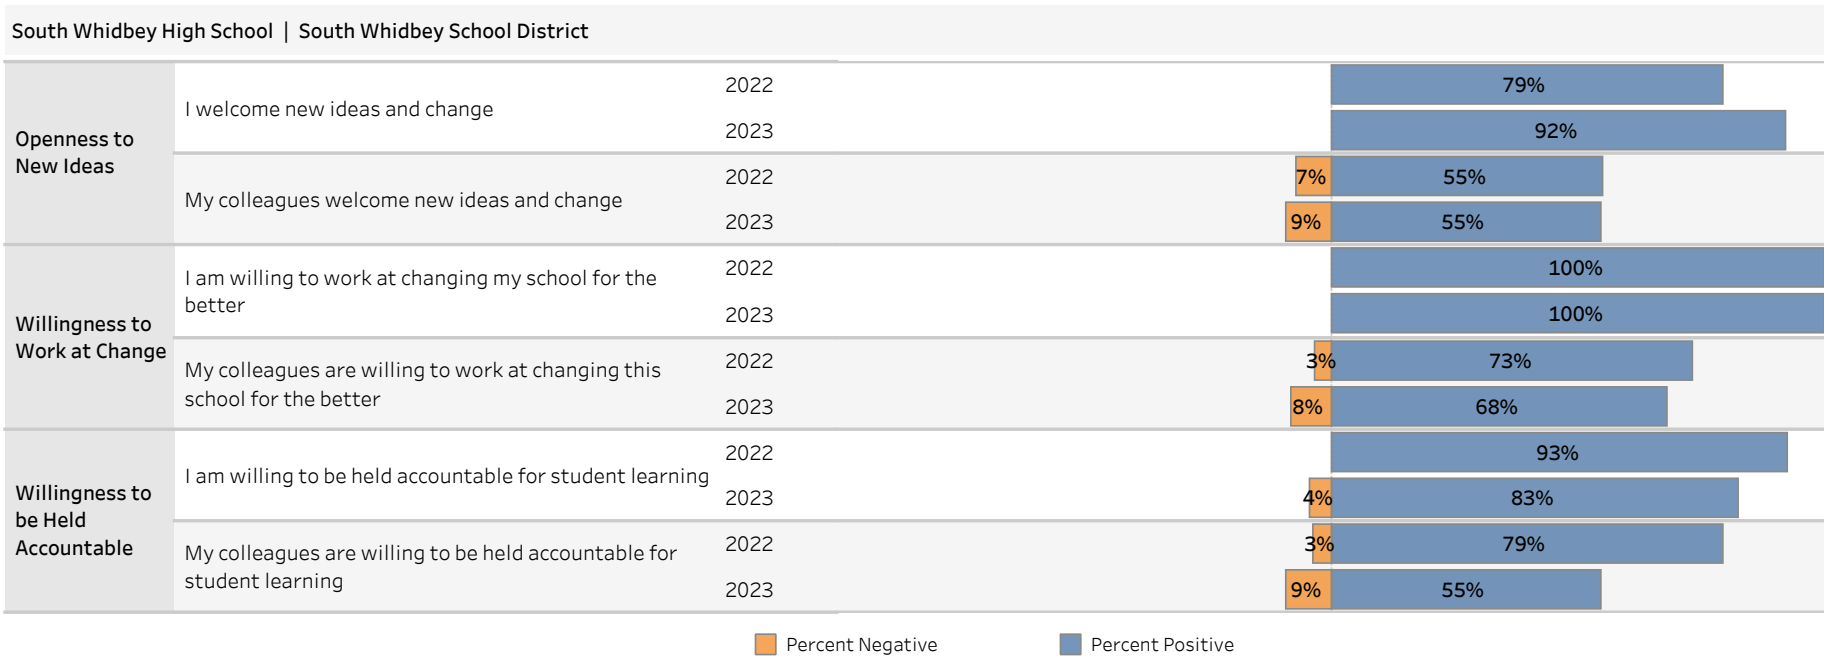 South Whidbey High School | South Whidbey School District
Openness to
New Ideas
I welcome new ideas and change
2022
79%
2023
92%
My colleagues welcome new ideas and change
2022
7%
55%
2023
9%
55%
Willingness to
Work at Change
I am willing to work at changing my school for the
better
2022
100%
2023
100%
My colleagues are willing to work at changing this
school for the better
2022
3%
73%
2023
8%
68%
Willingness to
be Held
Accountable
I am willing to be held accountable for student learning
2022
93%
2023
4%
83%
My colleagues are willing to be held accountable for
student learning
2022
3%
79%
2023
9%
55%
Percent Negative
Percent Positive